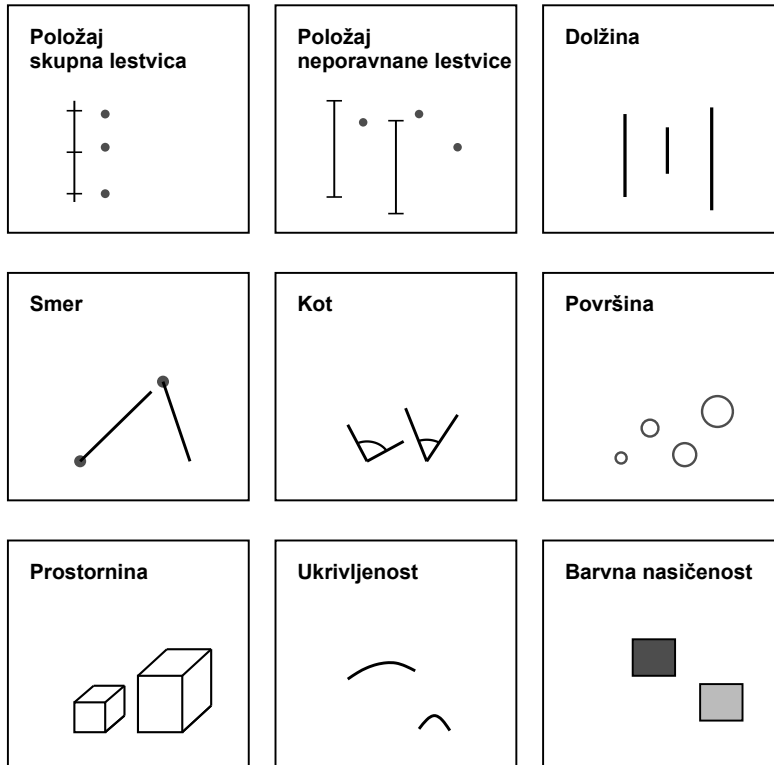 Položaj
skupna lestvica
Položaj
neporavnane lestvice
Dolžina
Smer
Kot
Površina
Prostornina
Ukrivljenost
Barvna nasičenost